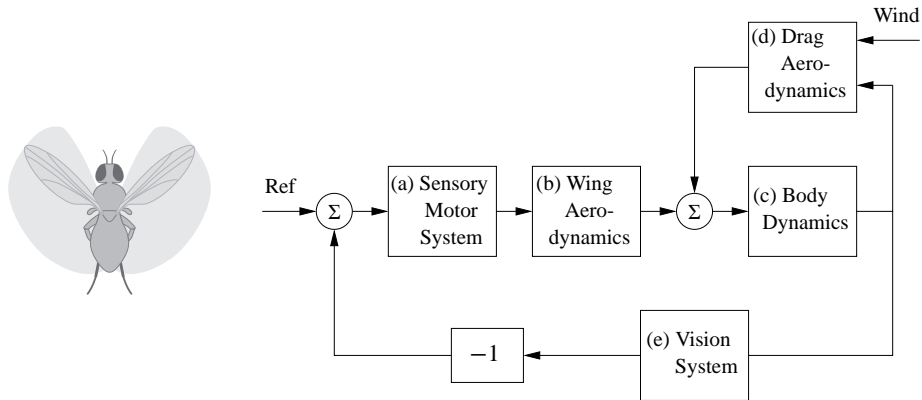 Wind
(d) Drag
Aero-
dynamics
Ref
Σ
(a) Sensory
Motor
System
(b) Wing
Aero-
dynamics
Σ
(c) Body
Dynamics
−1
(e) Vision
System